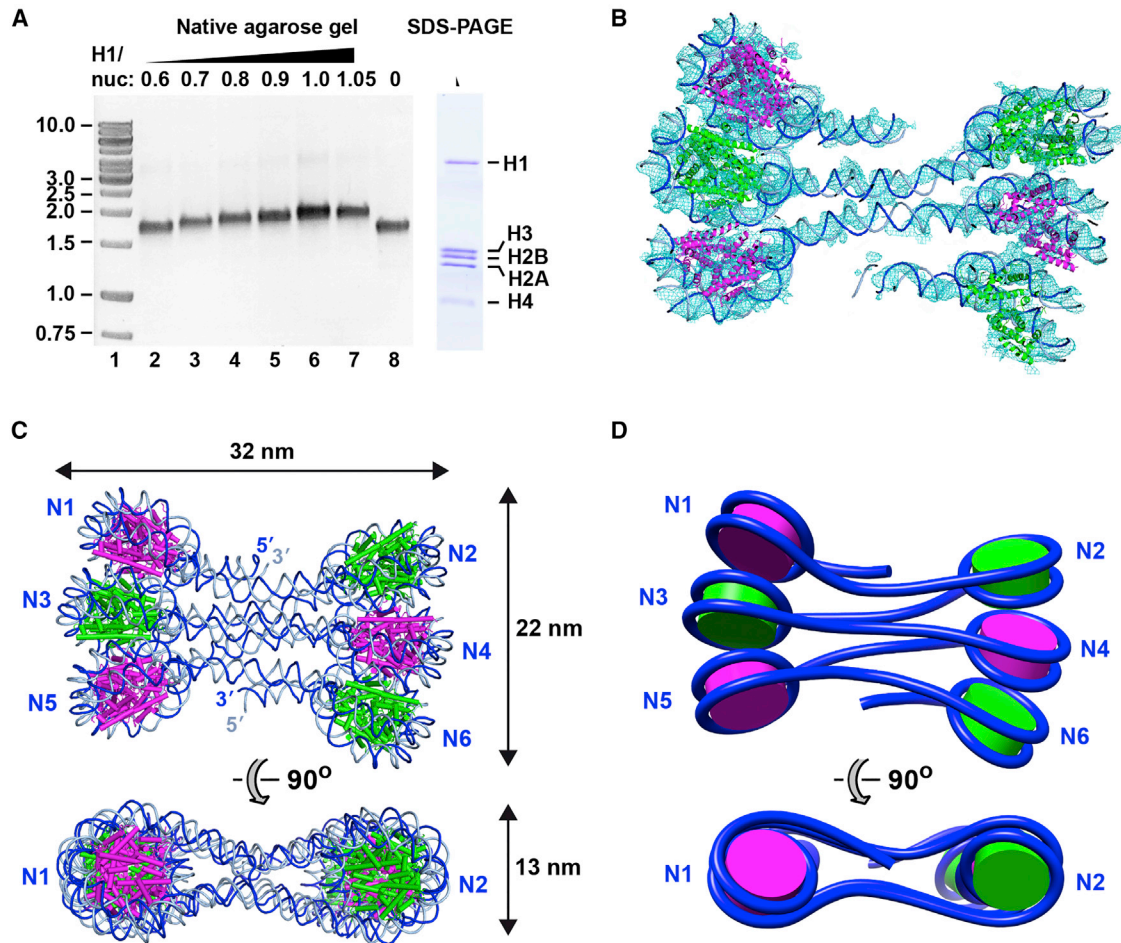 A
Native agarose gel
SDS-PAGE
H1/
nuc: 0.6 0.7 0.8 0.9 1.0 1.05 0
10.0
3.0
2.5
2.0
1.5
1.0
0.75
1 2 3 4 5 6 7 8
H1
H3
H2B
H2A
H4
B
C
32 nm
N1
5′
3′
N2
N3
22 nm
N4
N5
3′
5′
N6
90°
N1
N2
13 nm
D
N1
N2
N3
N4
N5
N6
90°
N1
N2